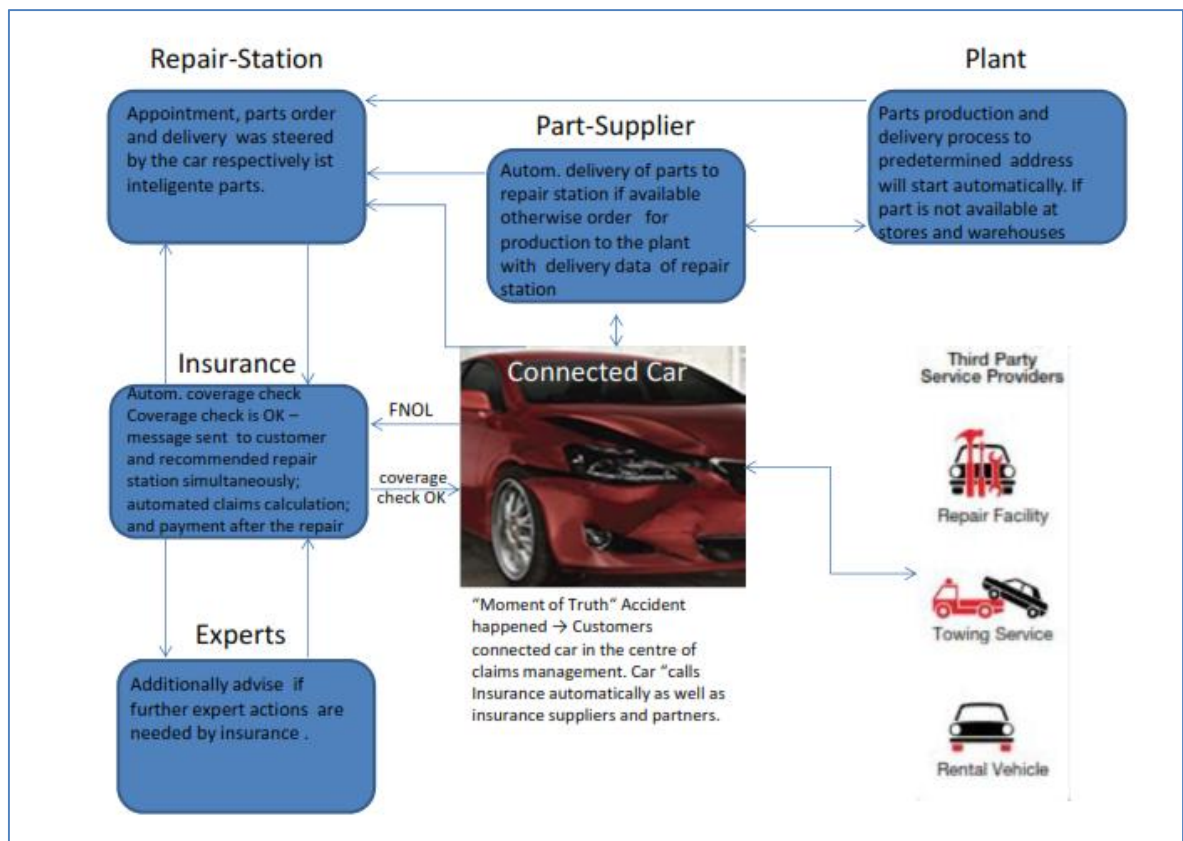 Repair-Station
Appointment, parts order
and delivery was steered
by the car respectively ist
inteligente parts.
Plant
Parts production and
delivery process to
predetermined address
will start automatically. If
part is not available at
stores and warehouses
Part-Supplier
Autom. delivery of parts to
repair station if available
otherwise order for
production to the plant
with delivery data of repair
station
Insurance
Autom. coverage check
Coverage check is OK –
message sent to customer
and recommended repair
station simultaneously;
automated claims calculation;
and payment after the repair
FNOL
coverage
check OK
Connected Car
"Moment of Truth" Accident
happened → Customers
connected car in the centre of
claims management. Car "calls
Insurance automatically as well as
insurance suppliers and partners.
Third Party
Service Providers
Repair Facility
Towing Service
Rental Vehicle
Experts
Additionally advise if
further expert actions are
needed by insurance .